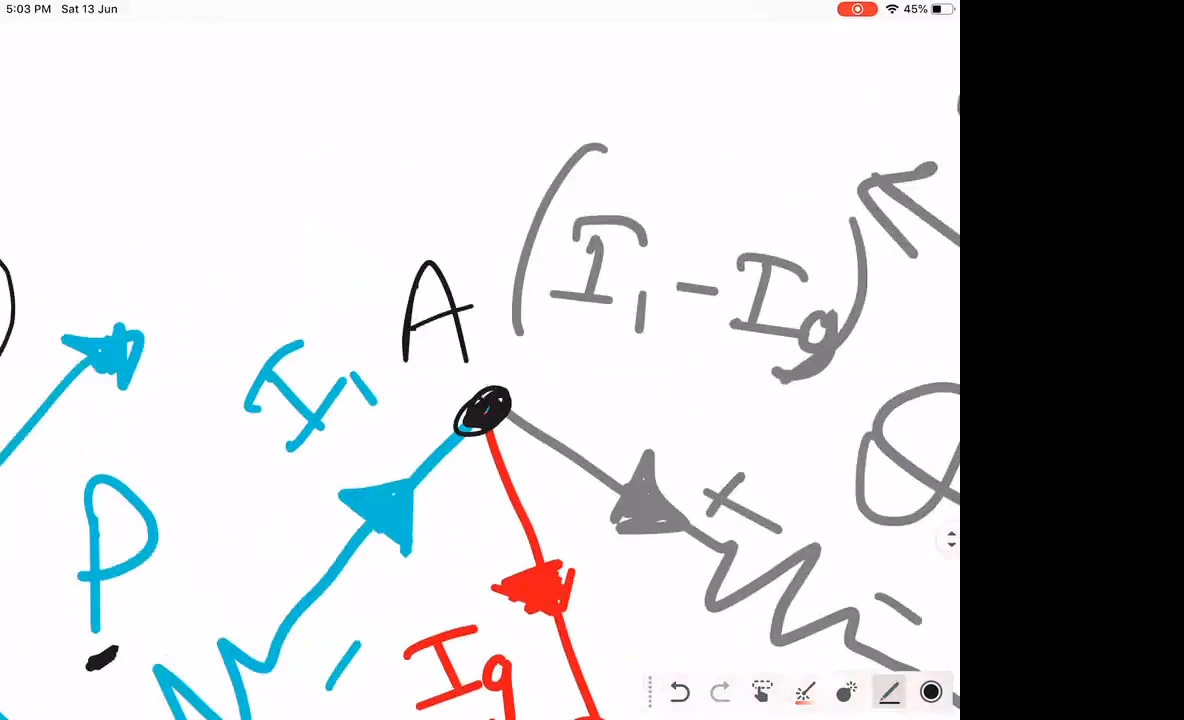 5:03 PM Sat 13 Jun 45%
(I₁ - Ig)
A
I₁
P
+
-
-
Ig